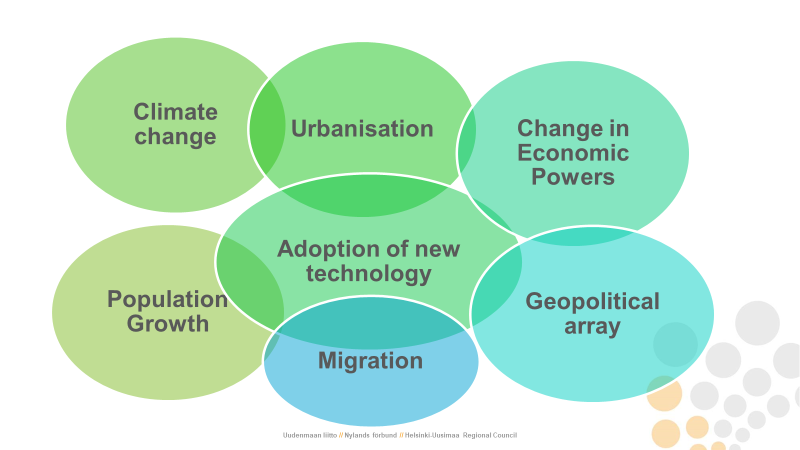 Climate
change
Urbanisation
Change in
Economic
Powers
Adoption of new
technology
Population
Growth
Geopolitical
array
Migration
Uudenmaan liitto // Nylands förbund // Helsinki-Uusimaa Regional Council